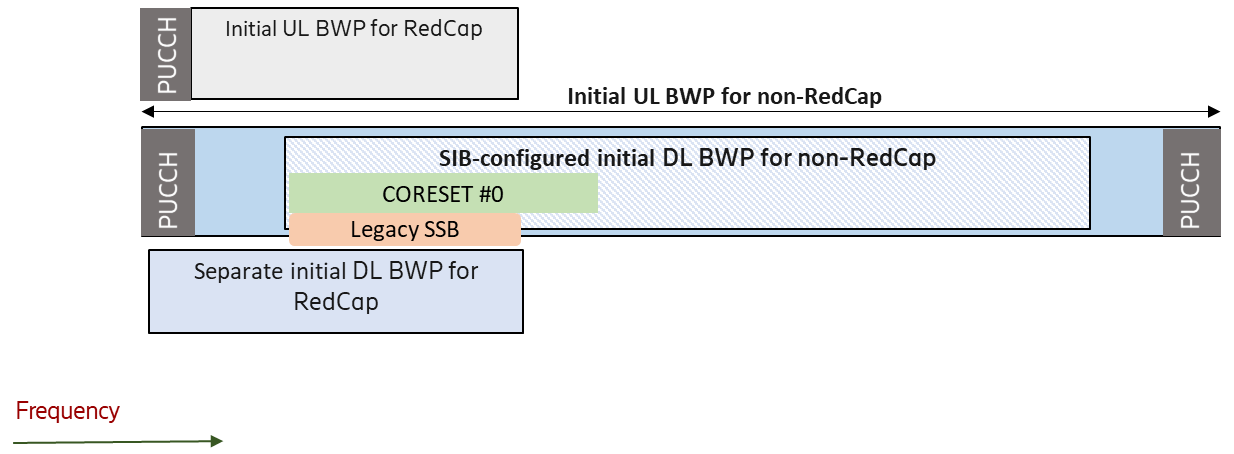 PUCCH
Initial UL BWP for RedCap
Initial UL BWP for non-RedCap
PUCCH
SIB-configured initial DL BWP for non-RedCap
PUCCH
CORESET #0
Legacy SSB
Separate initial DL BWP for
RedCap
Frequency